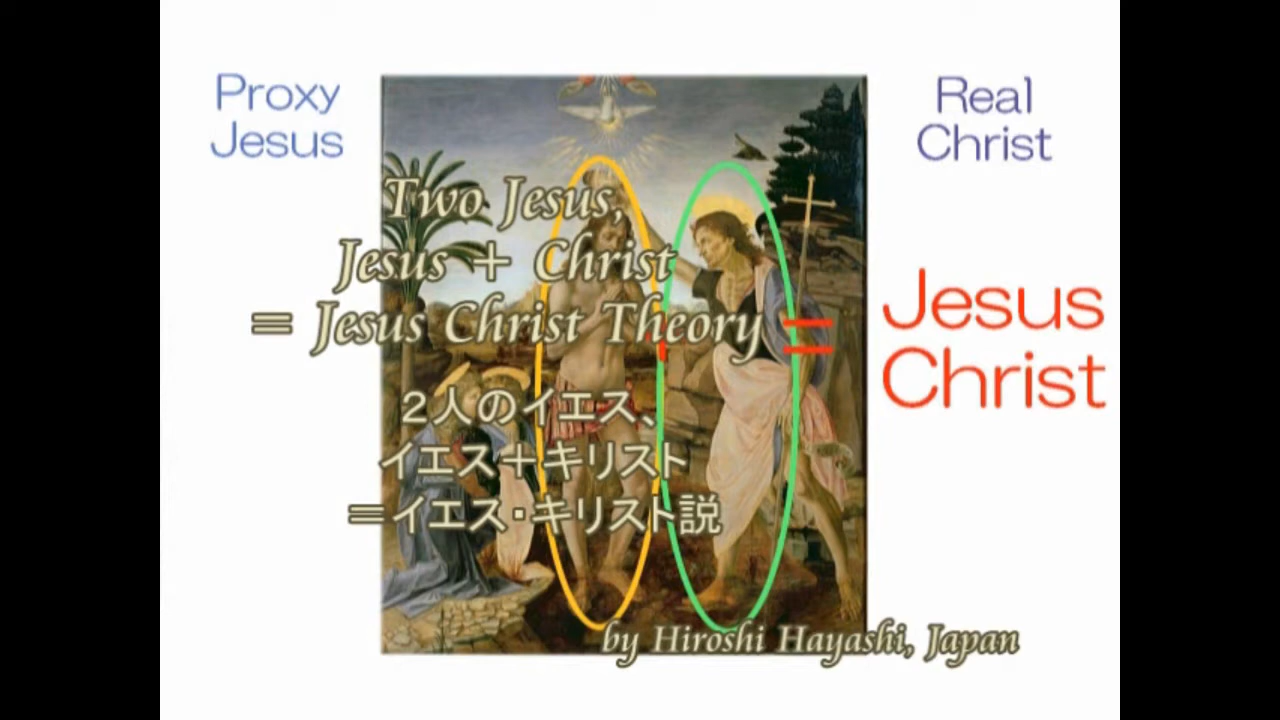 Proxy
Jesus
Real
Christ
Two Jesus,
Jesus + Christ
= Jesus Christ Theory
=
Jesus
Christ
2人のイエス、
イエス+キリスト
=イエス・キリスト説
by Hiroshi Hayashi, Japan